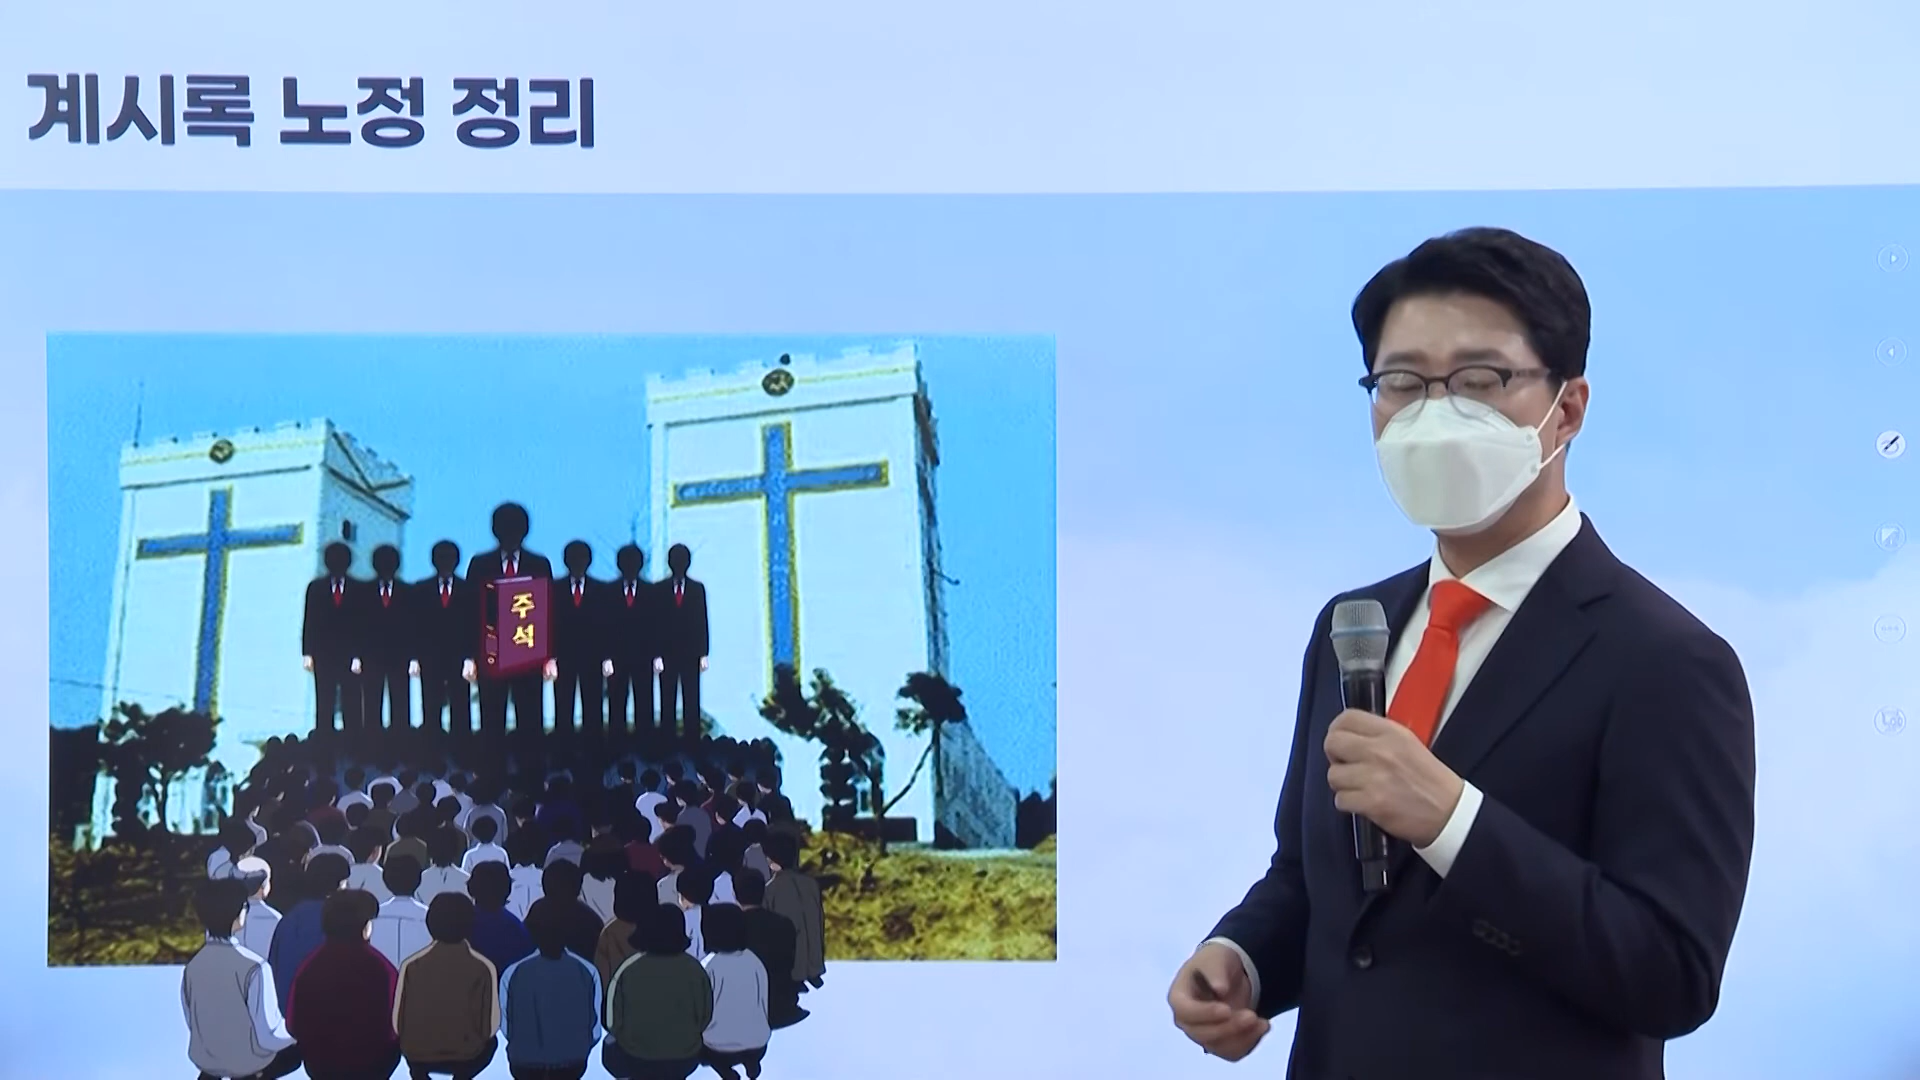 계시록 노정 정리
주
석